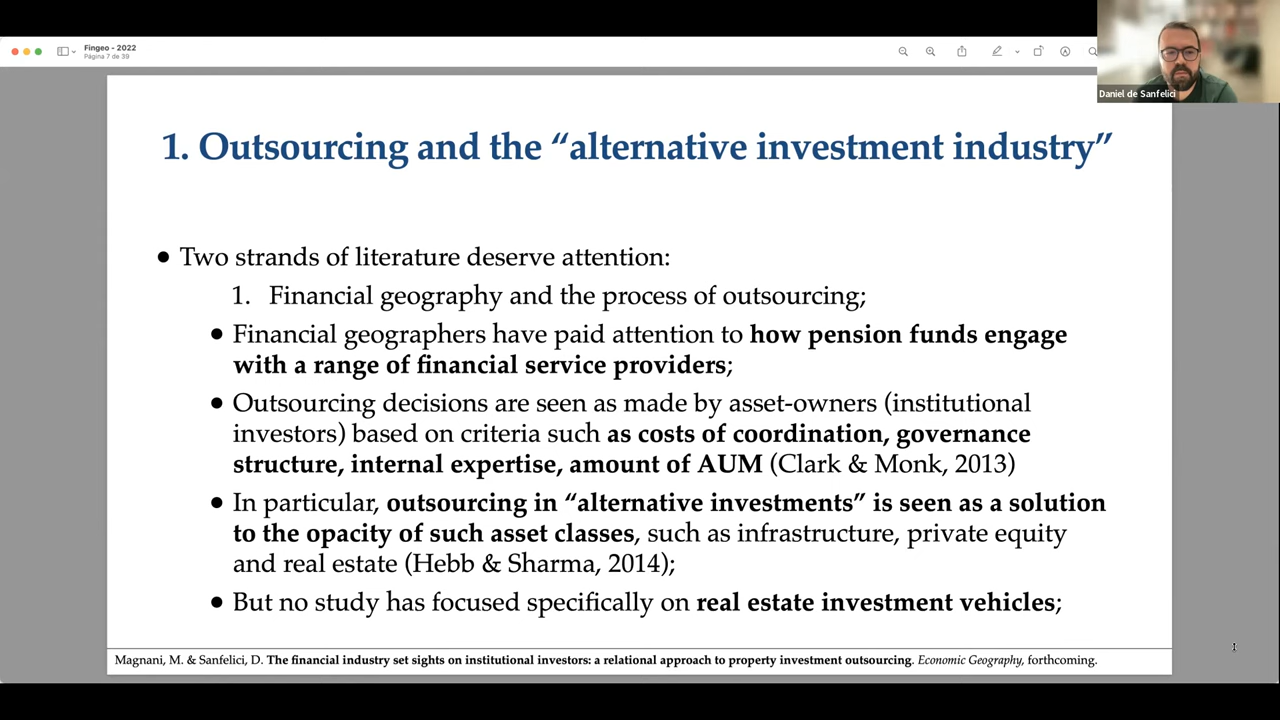 Fingeo - 2022
Página 7 de 39
Daniel de Sanfelici
1. Outsourcing and the “alternative investment industry”
● Two strands of literature deserve attention:
1. Financial geography and the process of outsourcing;
● Financial geographers have paid attention to how pension funds engage
with a range of financial service providers;
● Outsourcing decisions are seen as made by asset-owners (institutional
investors) based on criteria such as costs of coordination, governance
structure, internal expertise, amount of AUM (Clark & Monk, 2013)
● In particular, outsourcing in “alternative investments” is seen as a solution
to the opacity of such asset classes, such as infrastructure, private equity
and real estate (Hebb & Sharma, 2014);
● But no study has focused specifically on real estate investment vehicles;
Magnani, M. & Sanfelici, D. The financial industry set sights on institutional investors: a relational approach to property investment outsourcing. Economic Geography, forthcoming.